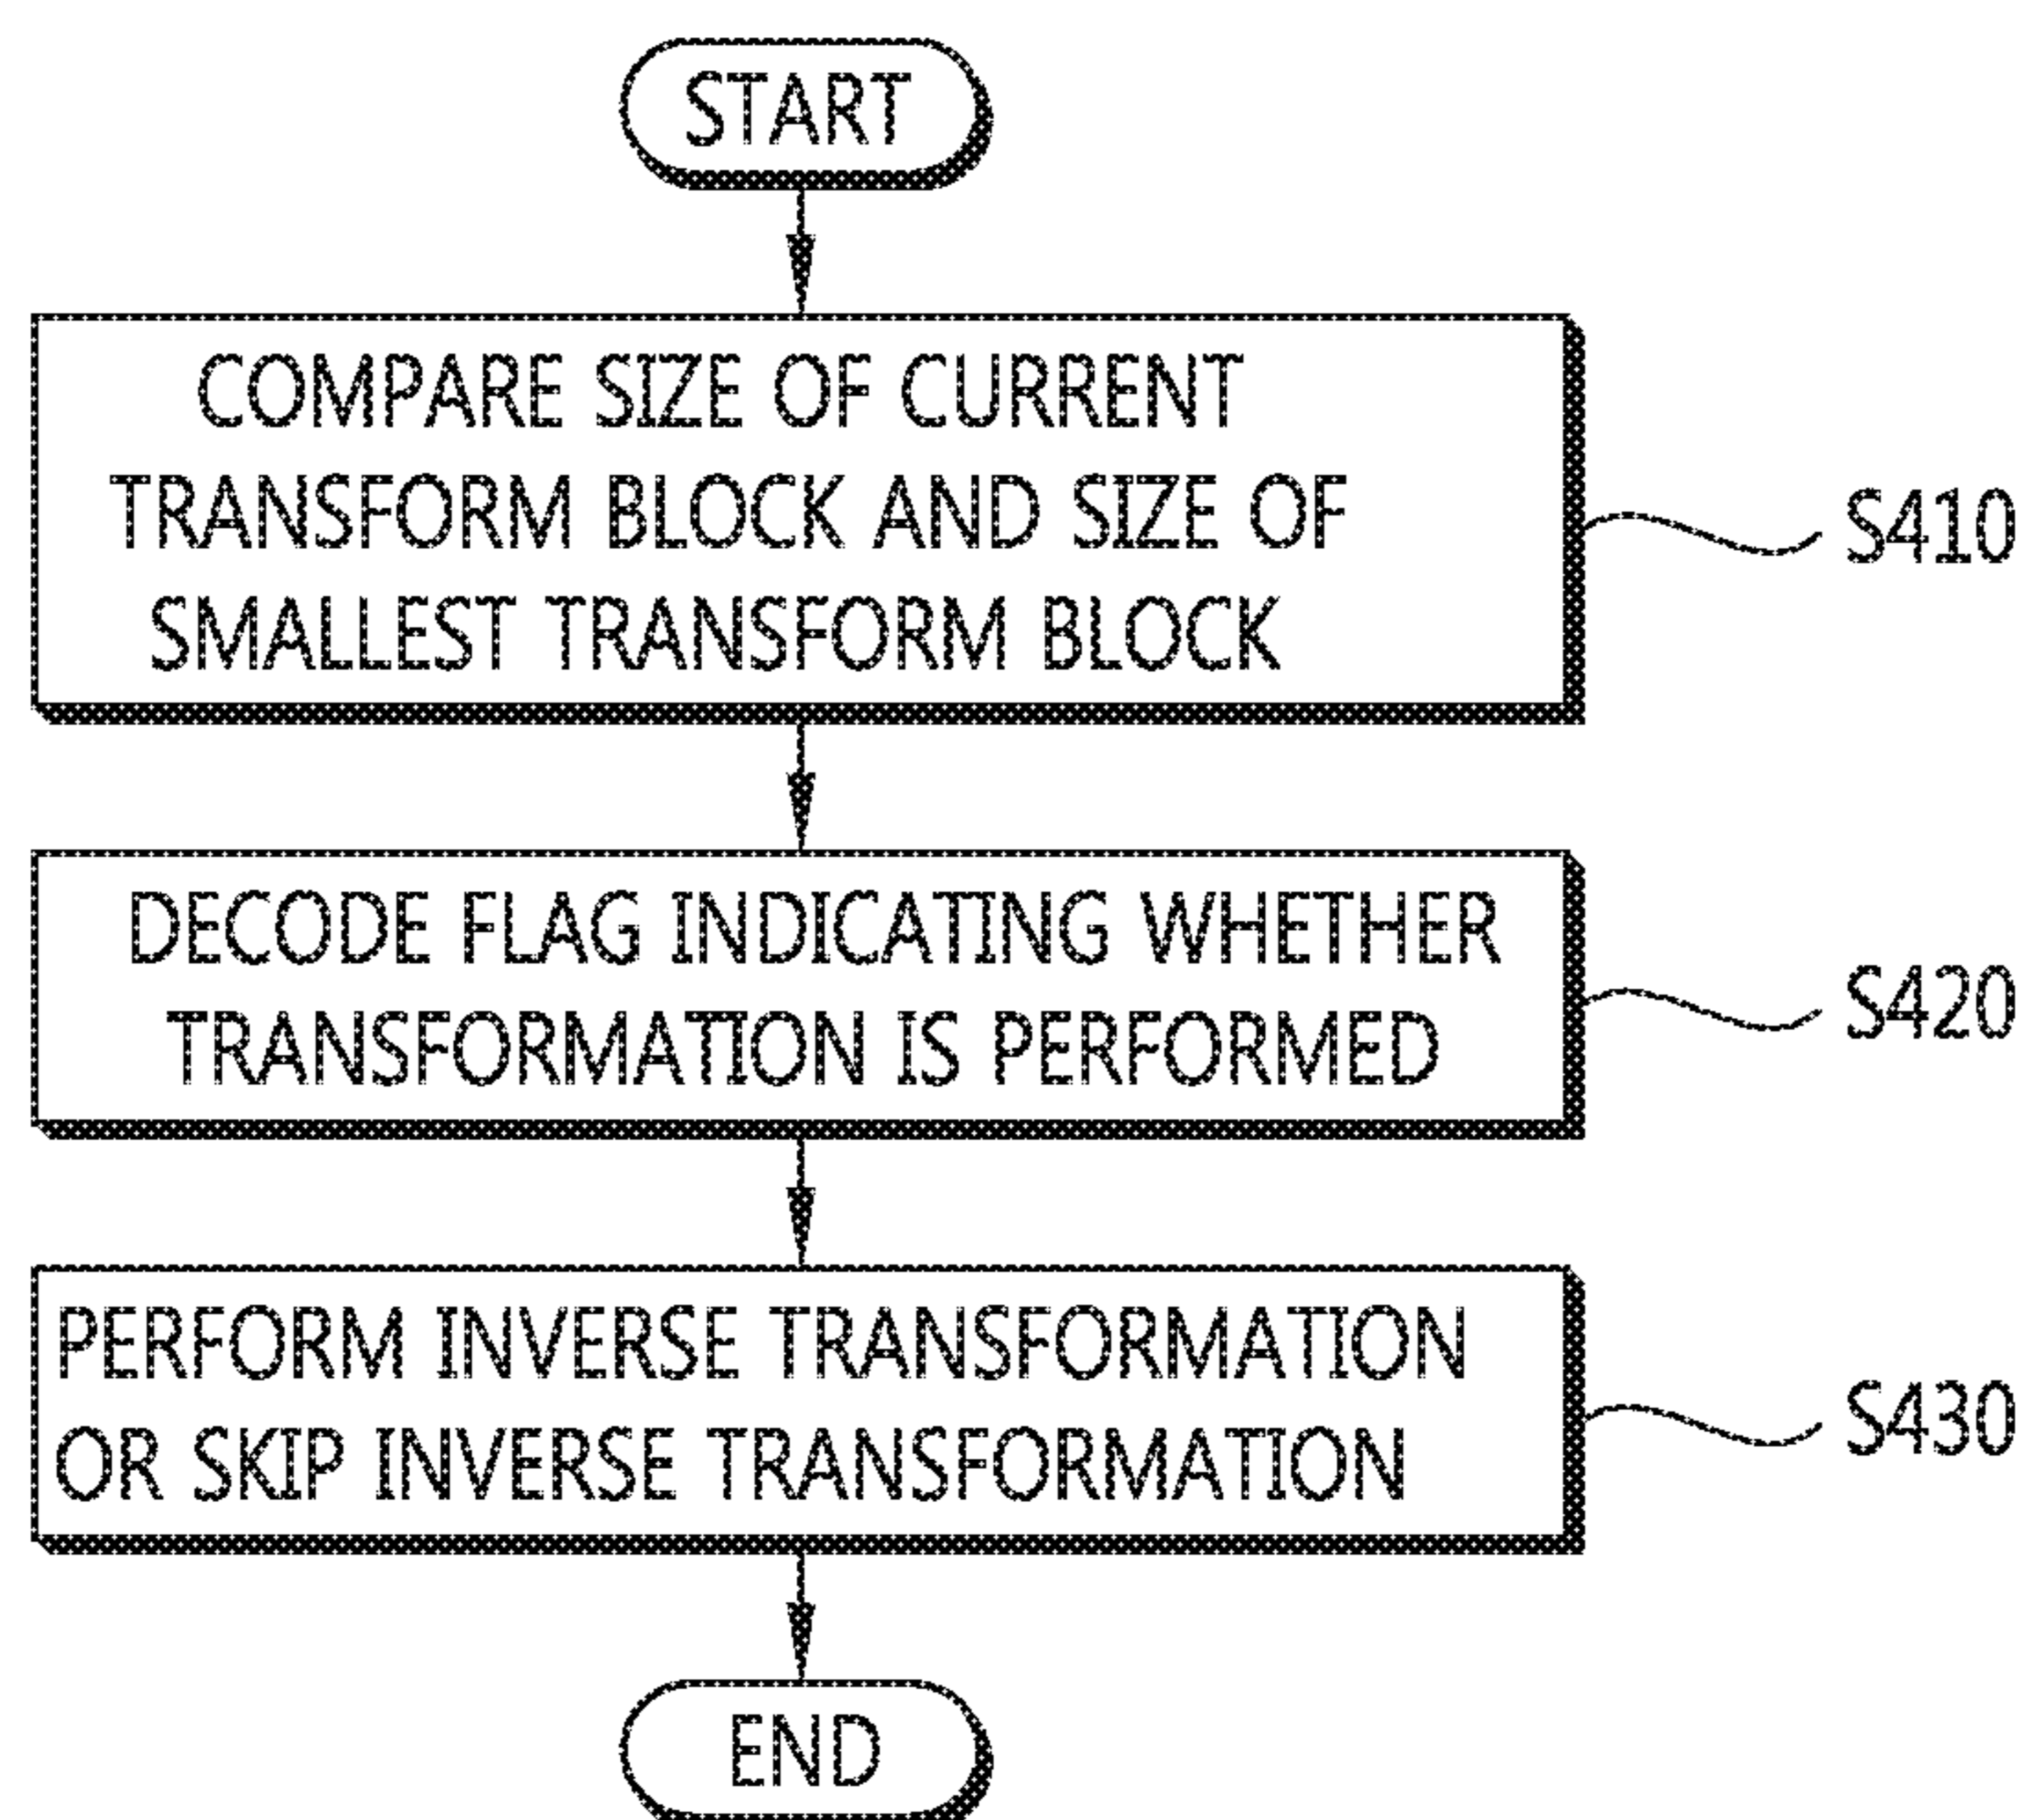 START
COMPARE SIZE OF CURRENT
TRANSFORM BLOCK AND SIZE OF
SMALLEST TRANSFORM BLOCK
S410
DECODE FLAG INDICATING WHETHER
TRANSFORMATION IS PERFORMED
S420
PERFORM INVERSE TRANSFORMATION
OR SKIP INVERSE TRANSFORMATION
S430
END